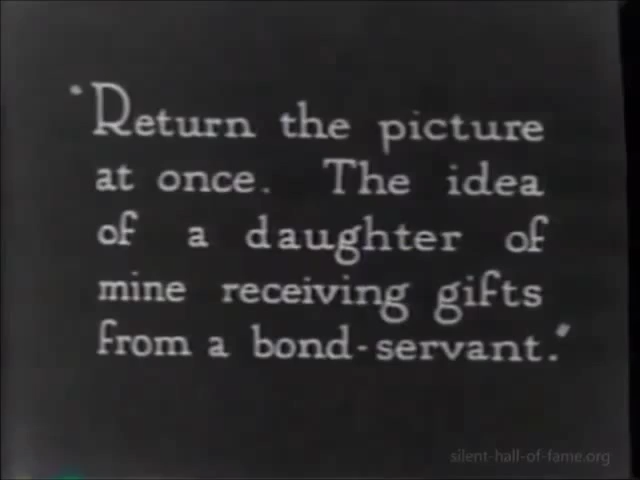 "Return the picture
at once. The idea
of a daughter of
mine receiving gifts
from a bond-servant."
silent-hall-of-fame.org